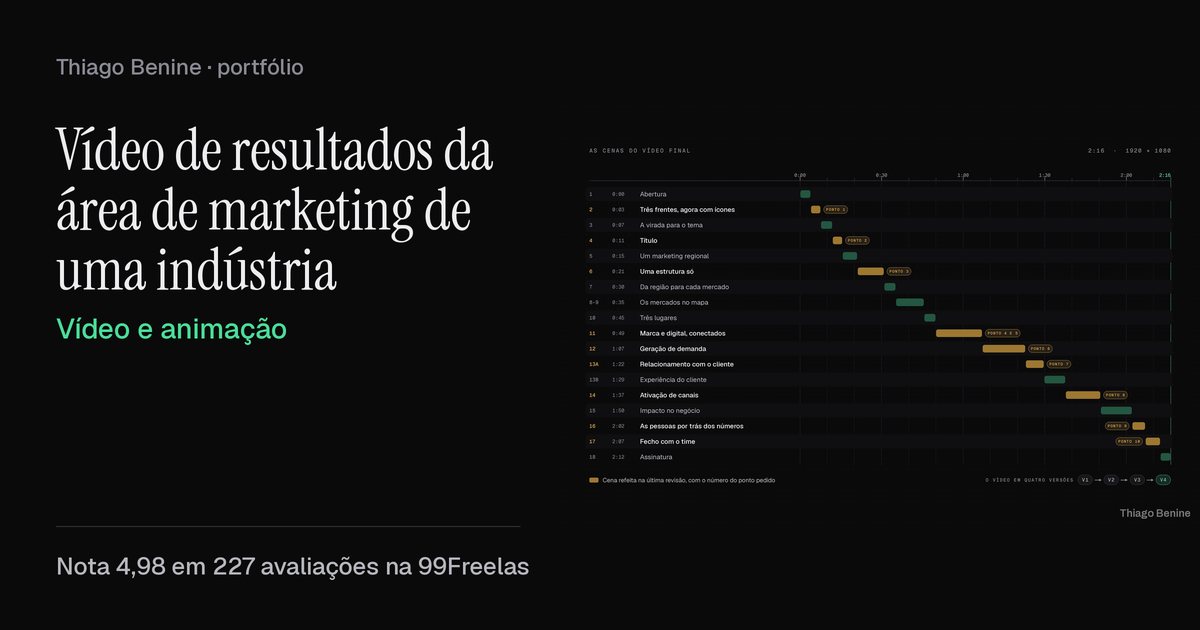 Thiago Benine · portfólio
Vídeo de resultados da
área de marketing de
uma indústria
Vídeo e animação
Nota 4,98 em 227 avaliações na 99Freelas
AS CENAS DO VÍDEO FINAL
2:16 · 1920 × 1080
0:00 0:30 1:00 1:30 2:00 2:16
1 0:00 Abertura
2 0:03 Três frentes, agora com ícones PONTO 1
3 0:07 A virada para o tema
4 0:11 Título PONTO 2
5 0:15 Um marketing regional
6 0:21 Uma estrutura só PONTO 3
7 0:30 Da região para cada mercado
8-9 0:35 Os mercados no mapa
10 0:45 Três lugares
11 0:49 Marca e digital, conectados PONTO 4 E 5
12 1:07 Geração de demanda PONTO 6
13A 1:22 Relacionamento com o cliente PONTO 7
13B 1:29 Experiência do cliente
14 1:37 Ativação de canais PONTO 8
15 1:50 Impacto no negócio
16 2:02 As pessoas por trás dos números PONTO 9
17 2:07 Fecho com o time PONTO 10
18 2:12 Assinatura
Cena refeita na última revisão, com o número do ponto pedido
O VÍDEO EM QUATRO VERSÕES V1 → V2 → V3 → V4
Thiago Benine